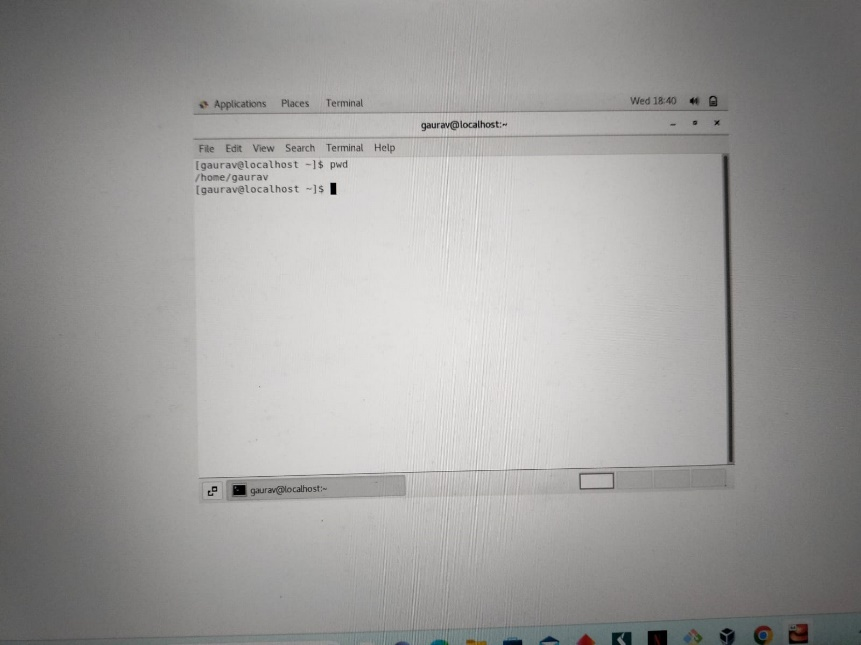 Applications Places Terminal Wed 18:40
gaurav@localhost:~
File Edit View Search Terminal Help
[gaurav@localhost ~]$ pwd
/home/gaurav
[gaurav@localhost ~]$
gaurav@localhost:~